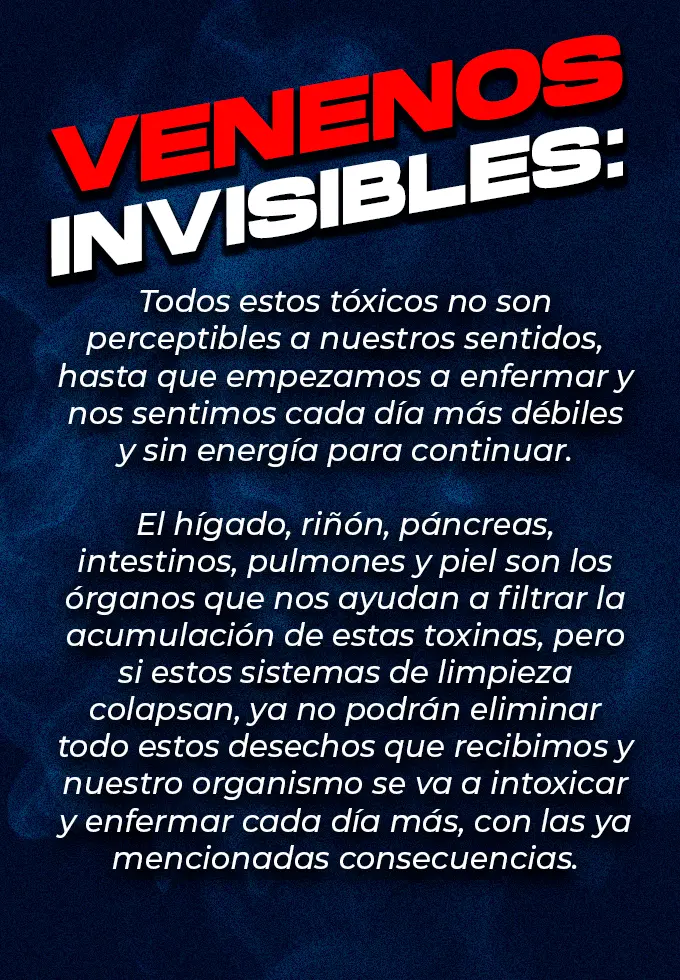 VENENOS
INVISIBLES:
Todos estos tóxicos no son
perceptibles a nuestros sentidos,
hasta que empezamos a enfermar y
nos sentimos cada día más débiles
y sin energía para continuar.
El hígado, riñón, páncreas,
intestinos, pulmones y piel son los
órganos que nos ayudan a filtrar la
acumulación de estas toxinas, pero
si estos sistemas de limpieza
colapsan, ya no podrán eliminar
todo estos desechos que recibimos y
nuestro organismo se va a intoxicar
y enfermar cada día más, con las ya
mencionadas consecuencias.